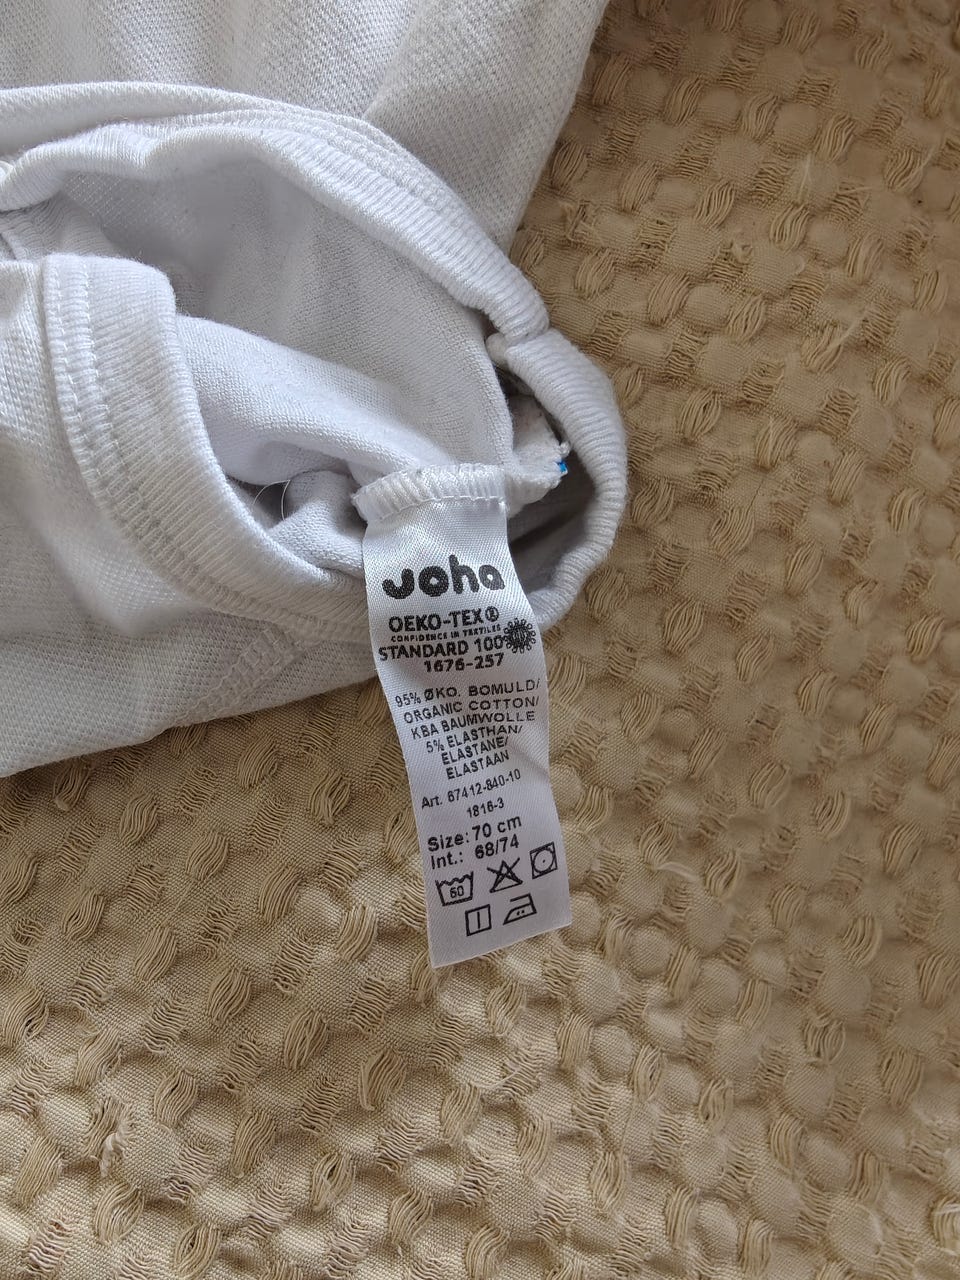 Joha
OEKO-TEX®
CONFIDENCE IN TEXTILES
STANDARD 100
1676-257
95% ØKO. BOMULD/
ORGANIC COTTON/
KBA BAUMWOLLE
5% ELASTHAN/
ELASTANE/
ELASTAAN
Art. 67412-840-10
1816-3
Size: 70 cm
Int.: 68/74
60